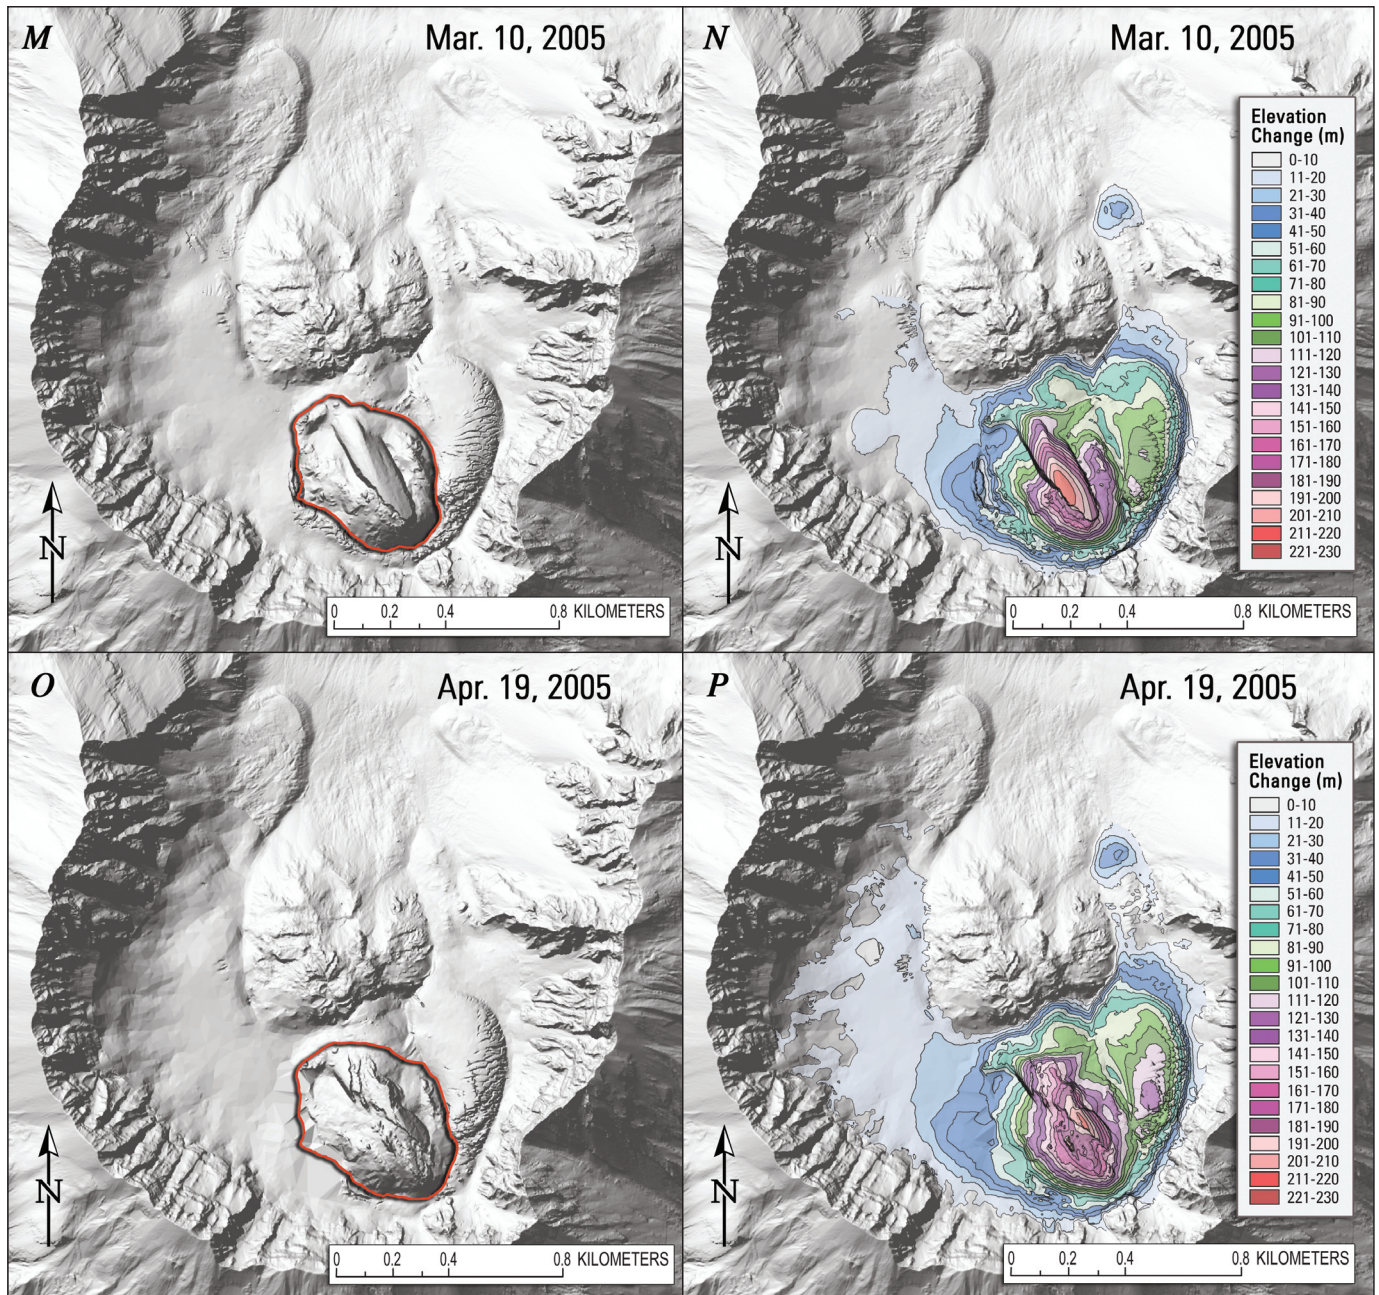 M
Mar. 10, 2005
N
0 0.2 0.4 0.8 KILOMETERS
N
Mar. 10, 2005
Elevation
Change (m)
0-10
11-20
21-30
31-40
41-50
51-60
61-70
71-80
81-90
91-100
101-110
111-120
121-130
131-140
141-150
151-160
161-170
171-180
181-190
191-200
201-210
211-220
221-230
N
0 0.2 0.4 0.8 KILOMETERS
O
Apr. 19, 2005
N
0 0.2 0.4 0.8 KILOMETERS
P
Apr. 19, 2005
Elevation
Change (m)
0-10
11-20
21-30
31-40
41-50
51-60
61-70
71-80
81-90
91-100
101-110
111-120
121-130
131-140
141-150
151-160
161-170
171-180
181-190
191-200
201-210
211-220
221-230
N
0 0.2 0.4 0.8 KILOMETERS